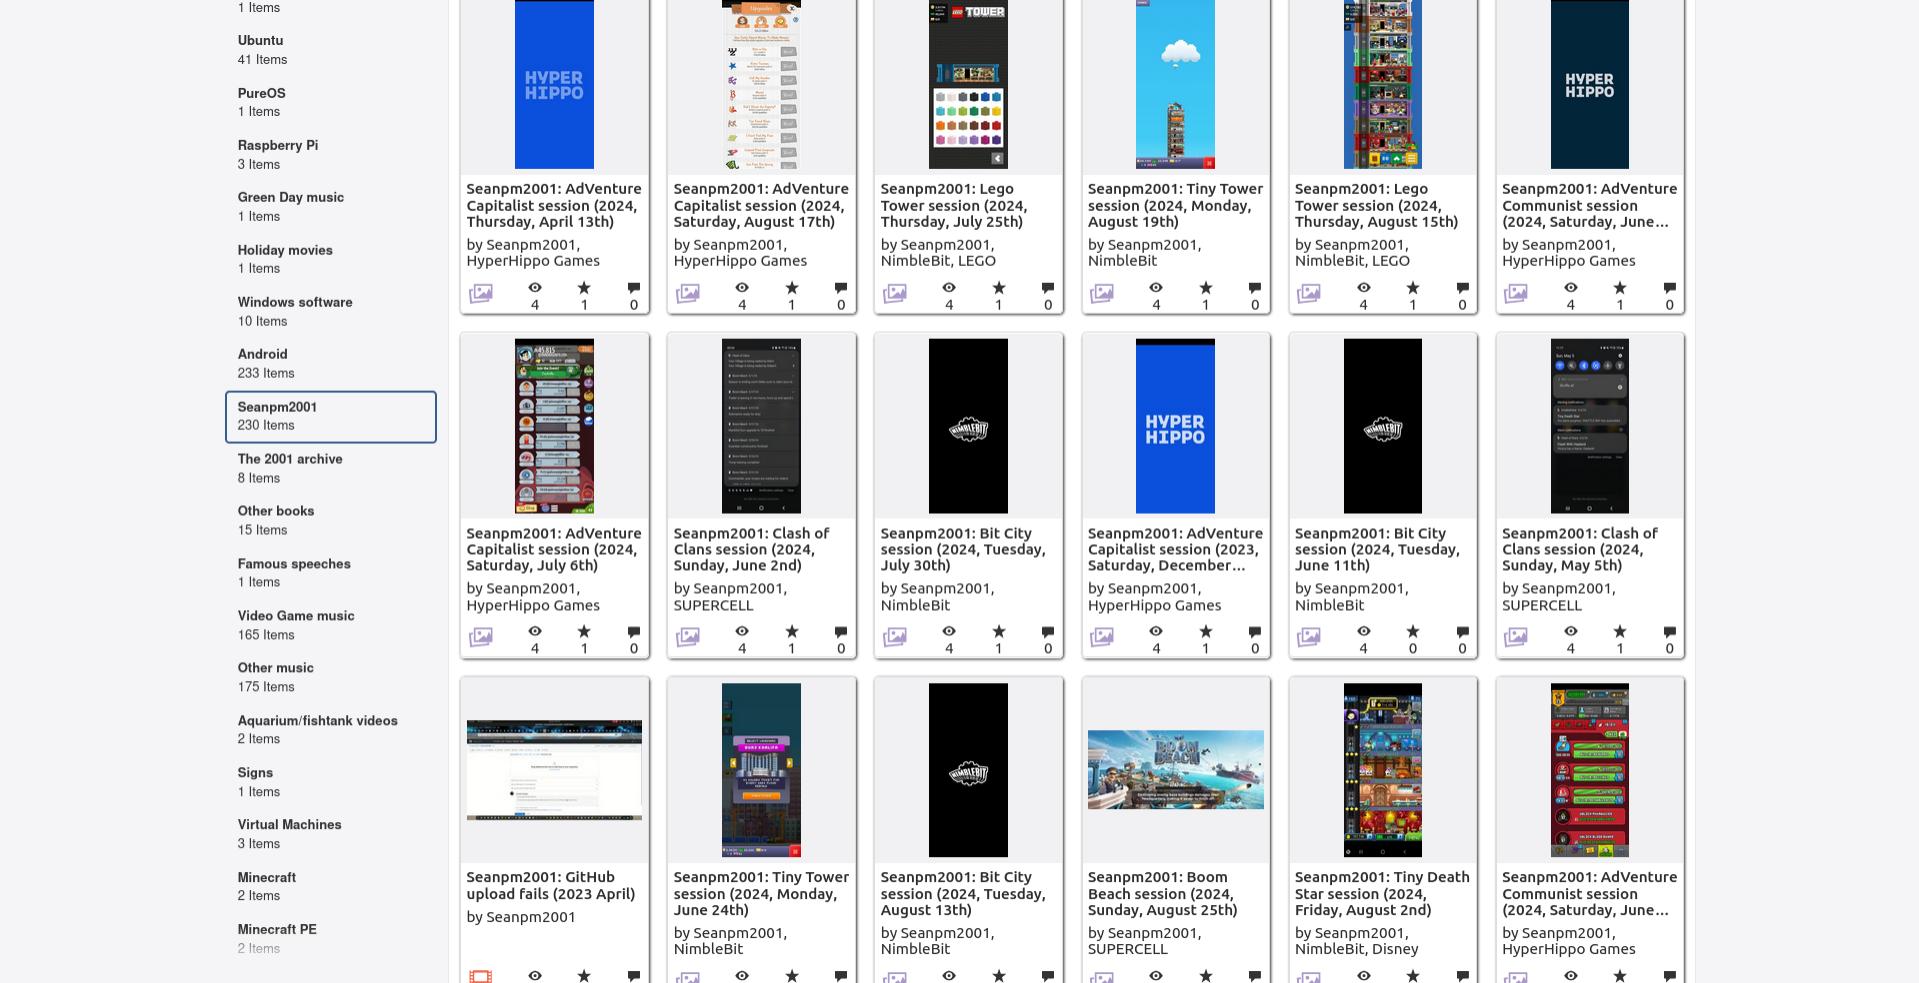 1 Items
Ubuntu
41 Items
PureOS
1 Items
Raspberry Pi
3 Items
Green Day music
1 Items
Holiday movies
1 Items
Windows software
10 Items
Android
233 Items
Seanpm2001
230 Items
The 2001 archive
8 Items
Other books
15 Items
Famous speeches
1 Items
Video Game music
165 Items
Other music
175 Items
Aquarium/fishtank videos
2 Items
Signs
1 Items
Virtual Machines
3 Items
Minecraft
2 Items
Minecraft PE
2 Items
HYPER
HIPPO
Seanpm2001: AdVenture
Capitalist session (2024,
Thursday, April 13th)
by Seanpm2001,
HyperHippo Games
4 1 0
Upgrades
Seanpm2001: AdVenture
Capitalist session (2024,
Saturday, August 17th)
by Seanpm2001,
HyperHippo Games
4 1 0
LEGO TOWER
Seanpm2001: Lego
Tower session (2024,
Thursday, July 25th)
by Seanpm2001,
NimbleBit, LEGO
4 1 0
Seanpm2001: Tiny Tower
session (2024, Monday,
August 19th)
by Seanpm2001,
NimbleBit
4 1 0
Seanpm2001: Lego
Tower session (2024,
Thursday, August 15th)
by Seanpm2001,
NimbleBit, LEGO
4 1 0
HYPER
HIPPO
Seanpm2001: AdVenture
Communist session
(2024, Saturday, June...
by Seanpm2001,
HyperHippo Games
4 1 0
Seanpm2001: AdVenture
Capitalist session (2024,
Saturday, July 6th)
by Seanpm2001,
HyperHippo Games
4 1 0
Seanpm2001: Clash of
Clans session (2024,
Sunday, June 2nd)
by Seanpm2001,
SUPERCELL
4 1 0
NIMBLEBIT
Seanpm2001: Bit City
session (2024, Tuesday,
July 30th)
by Seanpm2001,
NimbleBit
4 1 0
HYPER
HIPPO
Seanpm2001: AdVenture
Capitalist session (2023,
Saturday, December...
by Seanpm2001,
HyperHippo Games
4 1 0
NIMBLEBIT
Seanpm2001: Bit City
session (2024, Tuesday,
June 11th)
by Seanpm2001,
NimbleBit
4 0 0
Seanpm2001: Clash of
Clans session (2024,
Sunday, May 5th)
by Seanpm2001,
SUPERCELL
4 1 0
Seanpm2001: GitHub
upload fails (2023 April)
by Seanpm2001
Seanpm2001: Tiny Tower
session (2024, Monday,
June 24th)
by Seanpm2001,
NimbleBit
NIMBLEBIT
Seanpm2001: Bit City
session (2024, Tuesday,
August 13th)
by Seanpm2001,
NimbleBit
BOOM
BEACH
Seanpm2001: Boom
Beach session (2024,
Sunday, August 25th)
by Seanpm2001,
SUPERCELL
Seanpm2001: Tiny Death
Star session (2024,
Friday, August 2nd)
by Seanpm2001,
NimbleBit, Disney
Seanpm2001: AdVenture
Communist session
(2024, Saturday, June...
by Seanpm2001,
HyperHippo Games